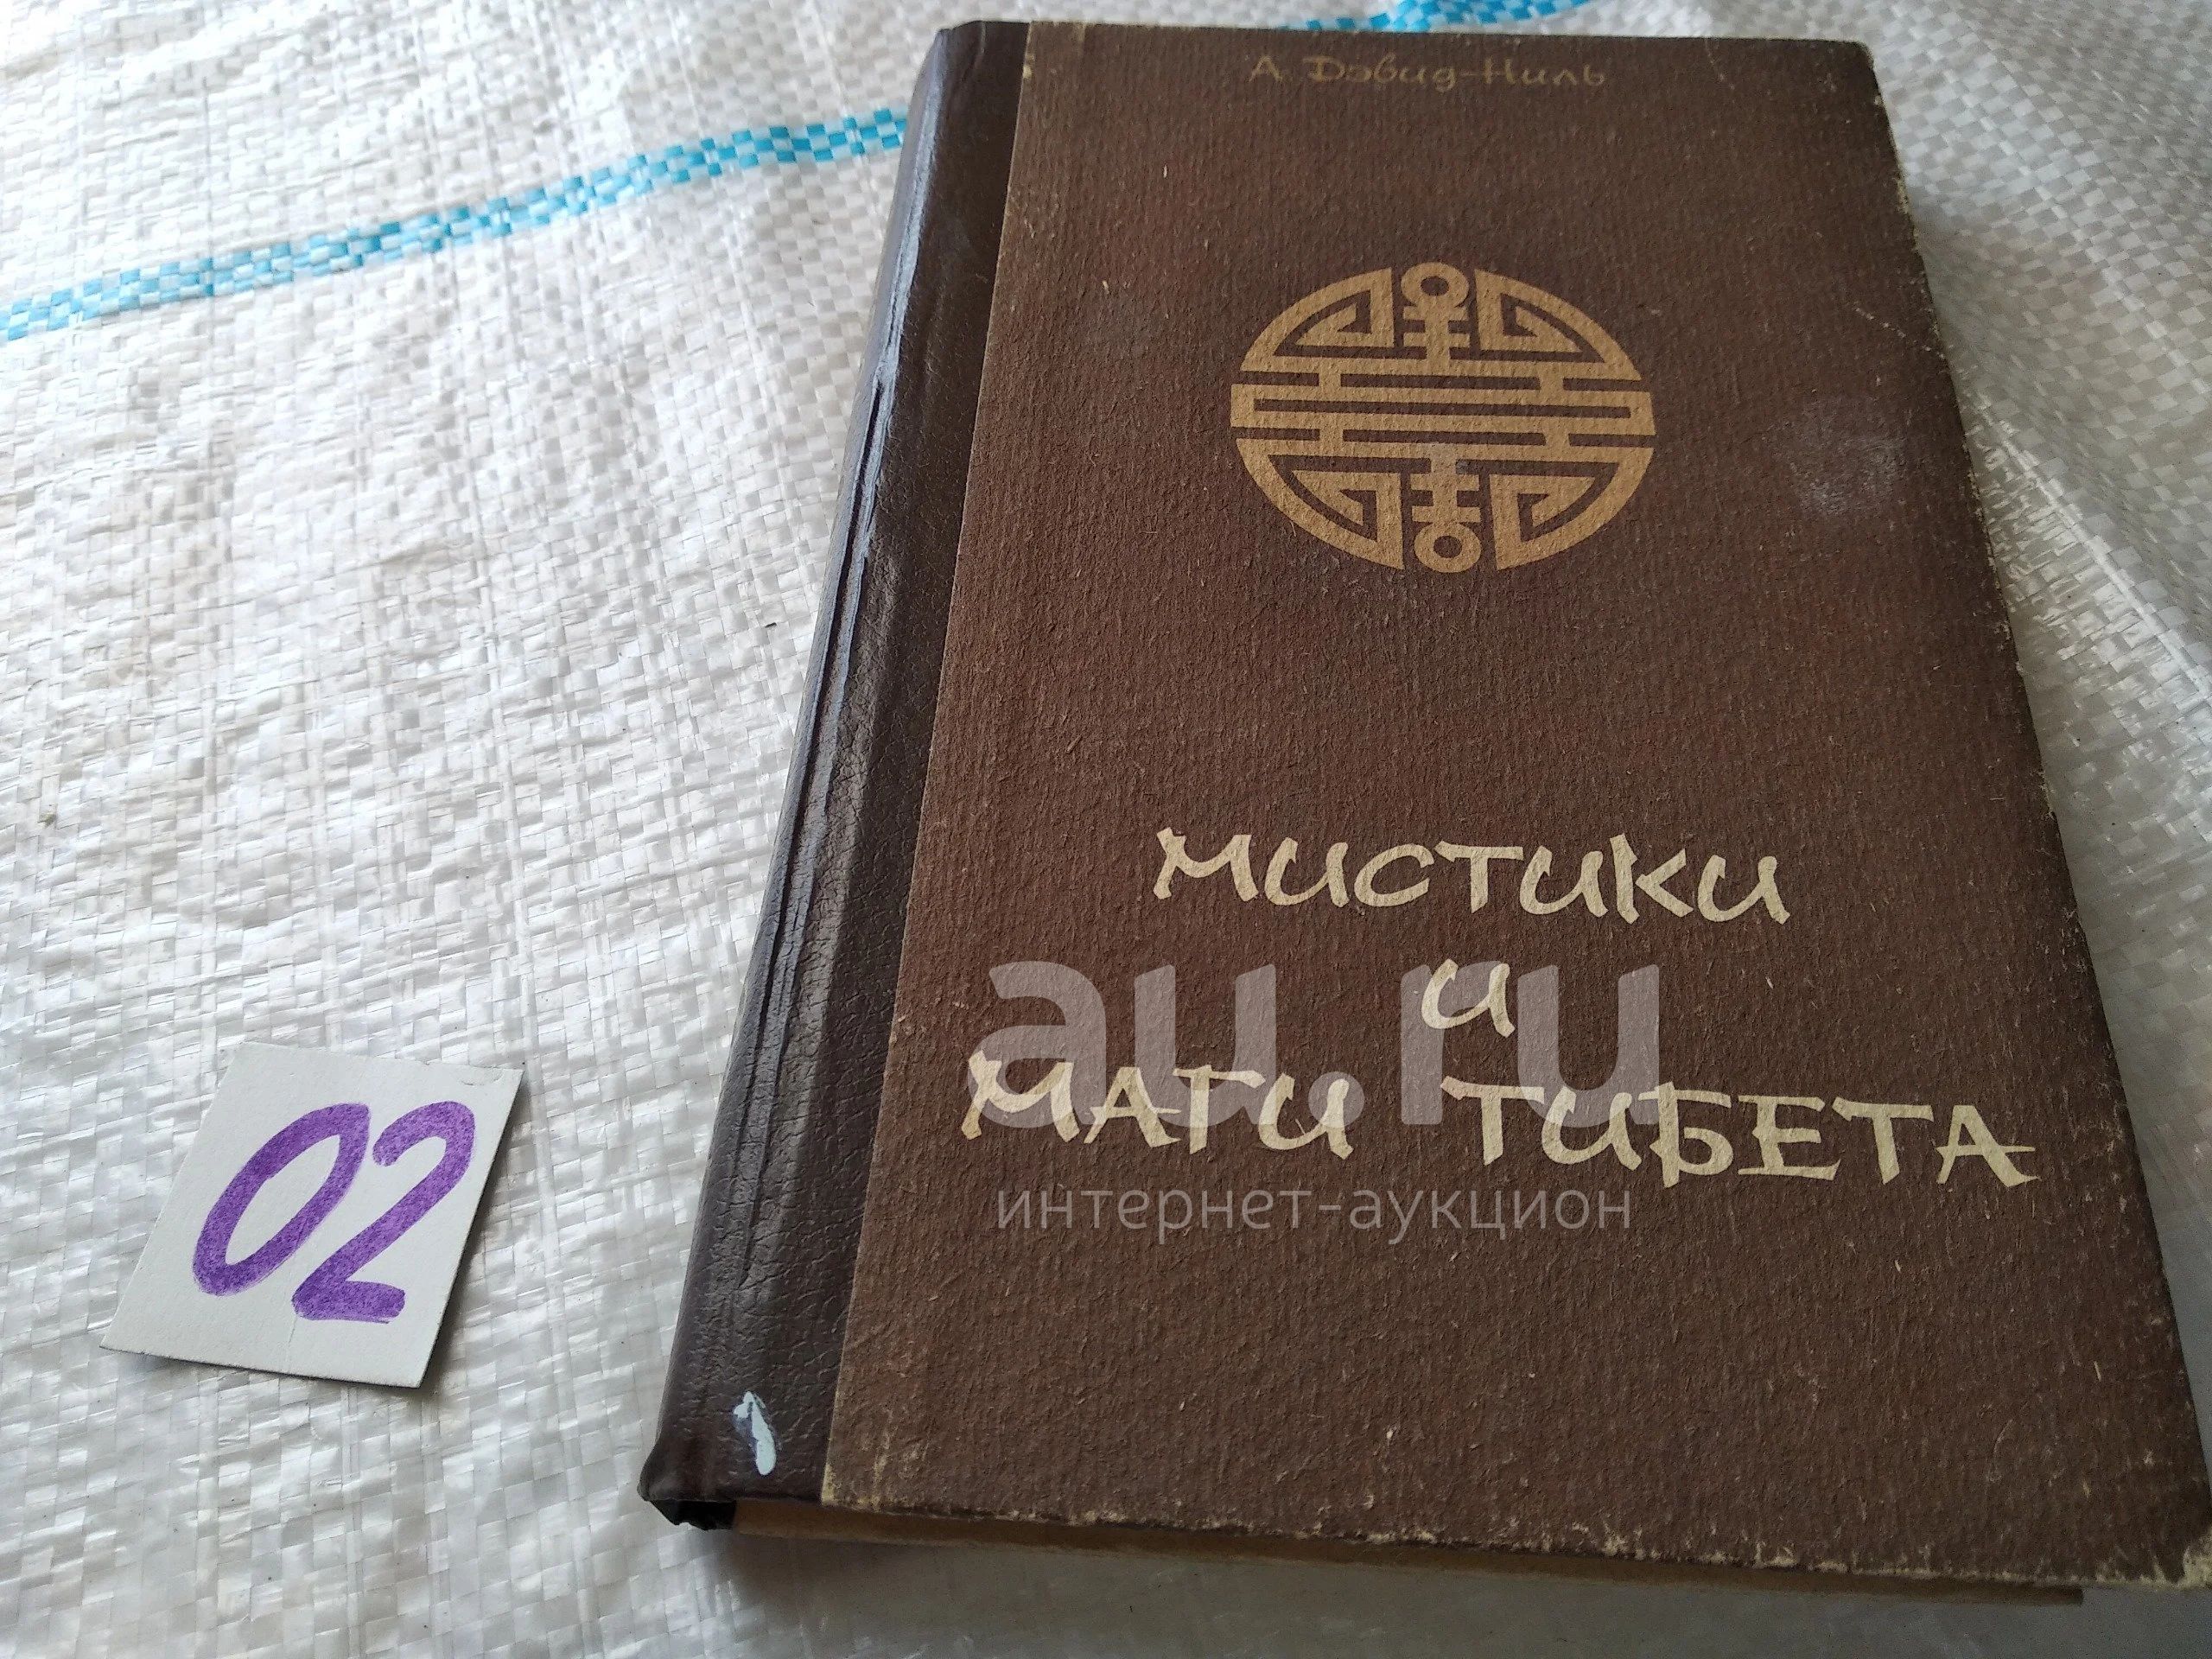 А. Дэвид-Ниль
МИСТИКИ
И
МАГИ ТИБЕТА
au.ru
интернет-аукцион
02